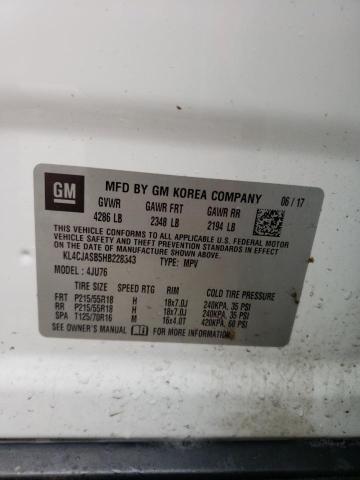 GM
MFD BY GM KOREA COMPANY
06 / 17
GVWR GAWR FRT GAWR RR
4286 LB 2348 LB 2194 LB
THIS VEHICLE CONFORMS TO ALL APPLICABLE U.S. FEDERAL MOTOR
VEHICLE SAFETY, BUMPER, AND THEFT PREVENTION STANDARDS
IN EFFECT ON THE DATE OF MANUFACTURE SHOWN ABOVE.
KL4CJASB5HB228343 TYPE: MPV
MODEL: 4JU76
TIRE SIZE SPEED RTG RIM COLD TIRE PRESSURE
FRT P215/55R18 H 18x7.0J 240KPA, 35 PSI
RR P215/55R18 H 18x7.0J 240KPA, 35 PSI
SPA T125/70R16 M 16x4.0T 420KPA, 60 PSI
SEE OWNER'S MANUAL FOR MORE INFORMATION